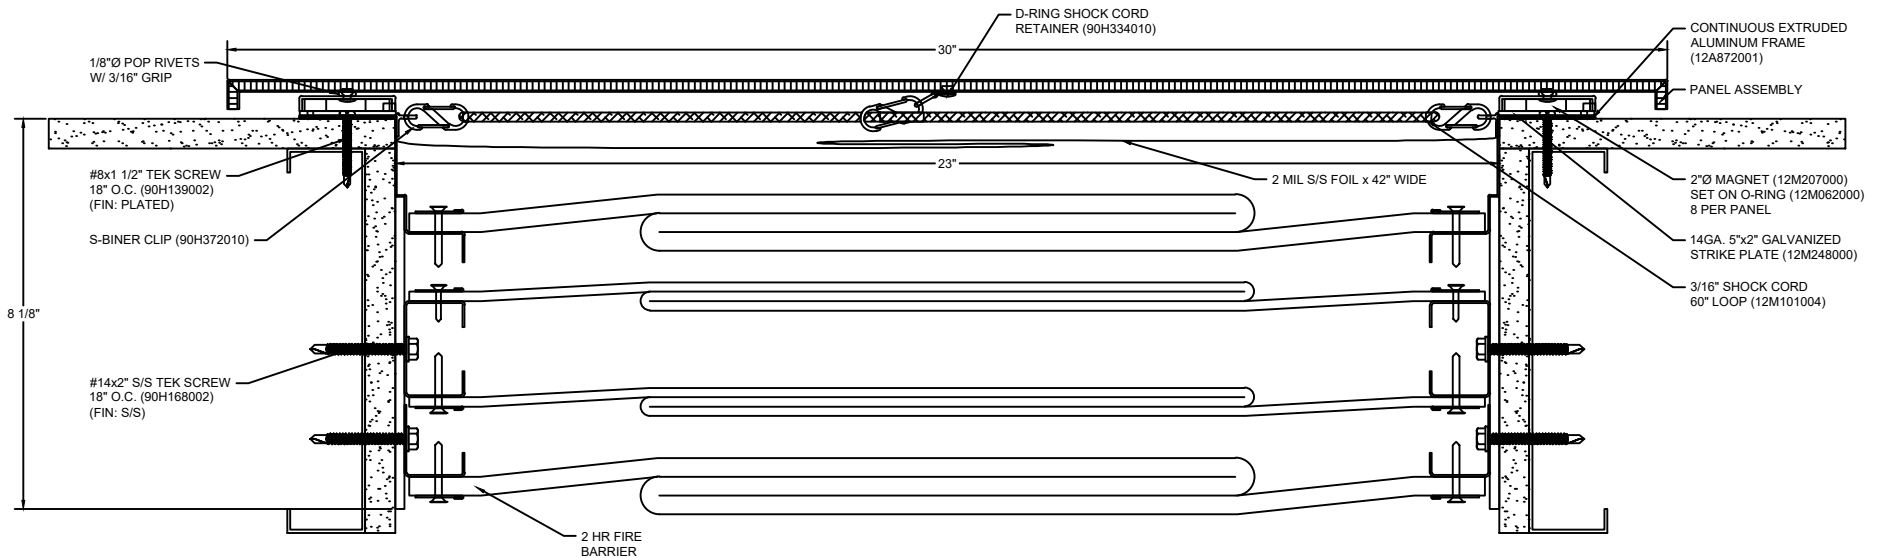 D-RING SHOCK CORD
RETAINER (90H334010)
CONTINUOUS EXTRUDED
ALUMINUM FRAME
(12A872001)
30"
1/8"Ø POP RIVETS
W/ 3/16" GRIP
PANEL ASSEMBLY
23"
#8x1 1/2" TEK SCREW
18" O.C. (90H139002)
(FIN: PLATED)
2 MIL S/S FOIL x 42" WIDE
2"Ø MAGNET (12M207000)
SET ON O-RING (12M062000)
8 PER PANEL
S-BINER CLIP (90H372010)
14GA. 5"x2" GALVANIZED
STRIKE PLATE (12M248000)
3/16" SHOCK CORD
60" LOOP (12M101004)
8 1/8"
#14x2" S/S TEK SCREW
18" O.C. (90H168002)
(FIN: S/S)
2 HR FIRE
BARRIER